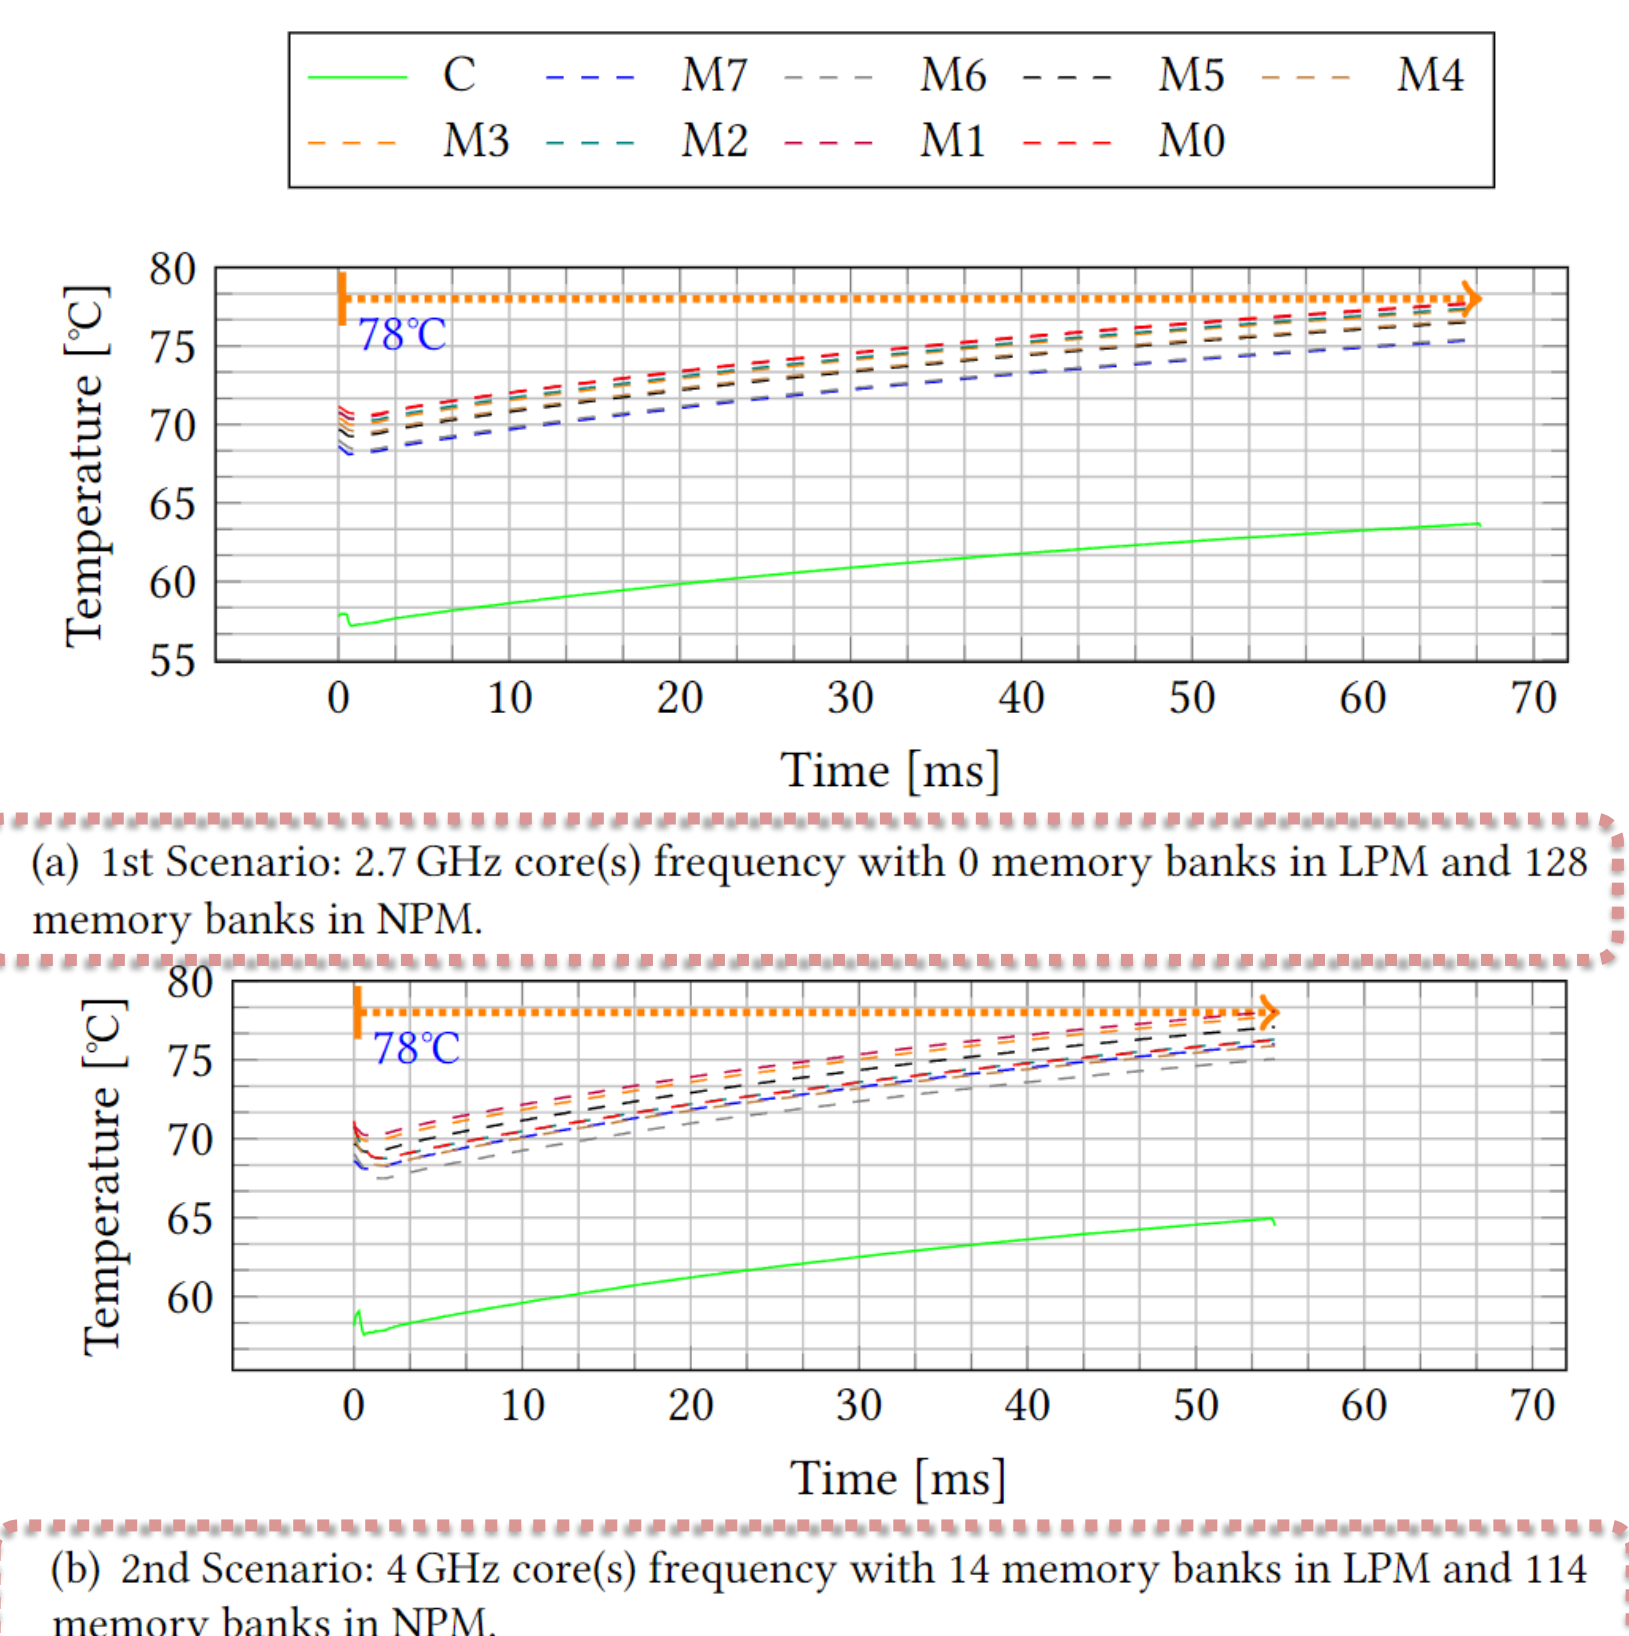 C M7 M6 M5 M4
M3 M2 M1 M0
80
78℃
75
70
65
60
55
Temperature [℃]
0 10 20 30 40 50 60 70
Time [ms]
(a) 1st Scenario: 2.7 GHz core(s) frequency with 0 memory banks in LPM and 128
memory banks in NPM.
80
78℃
75
70
65
60
Temperature [℃]
0 10 20 30 40 50 60 70
Time [ms]
(b) 2nd Scenario: 4 GHz core(s) frequency with 14 memory banks in LPM and 114
memory banks in NPM.